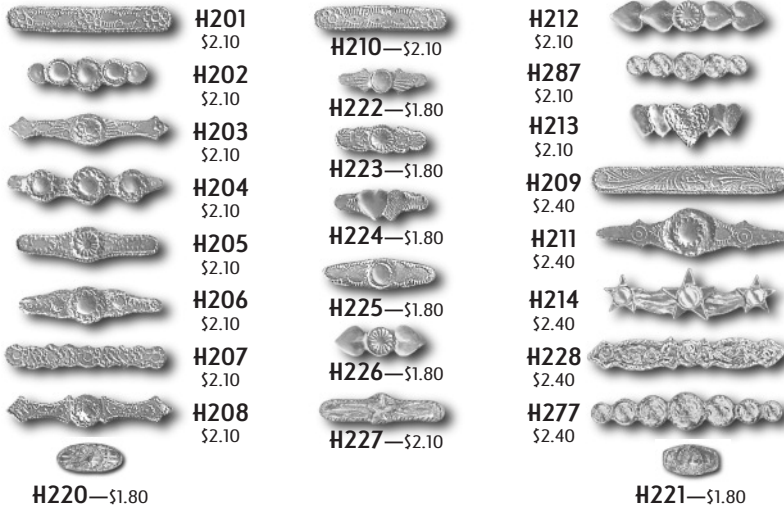 H201
$2.10
H202
$2.10
H203
$2.10
H204
$2.10
H205
$2.10
H206
$2.10
H207
$2.10
H208
$2.10
H220—$1.80
H210—$2.10
H222—$1.80
H223—$1.80
H224—$1.80
H225—$1.80
H226—$1.80
H227—$2.10
H212
$2.10
H287
$2.10
H213
$2.10
H209
$2.40
H211
$2.40
H214
$2.40
H228
$2.40
H277
$2.40
H221—$1.80